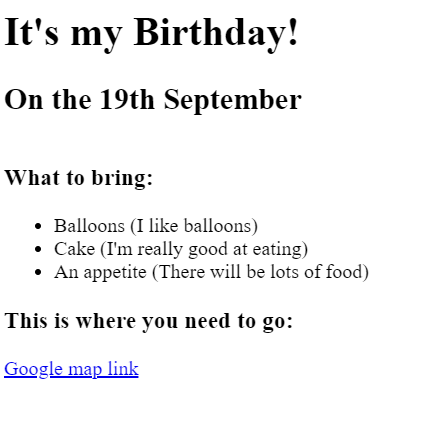 It's my Birthday!
On the 19th September
What to bring:
Balloons (I like balloons)
Cake (I'm really good at eating)
An appetite (There will be lots of food)
This is where you need to go:
Google map link